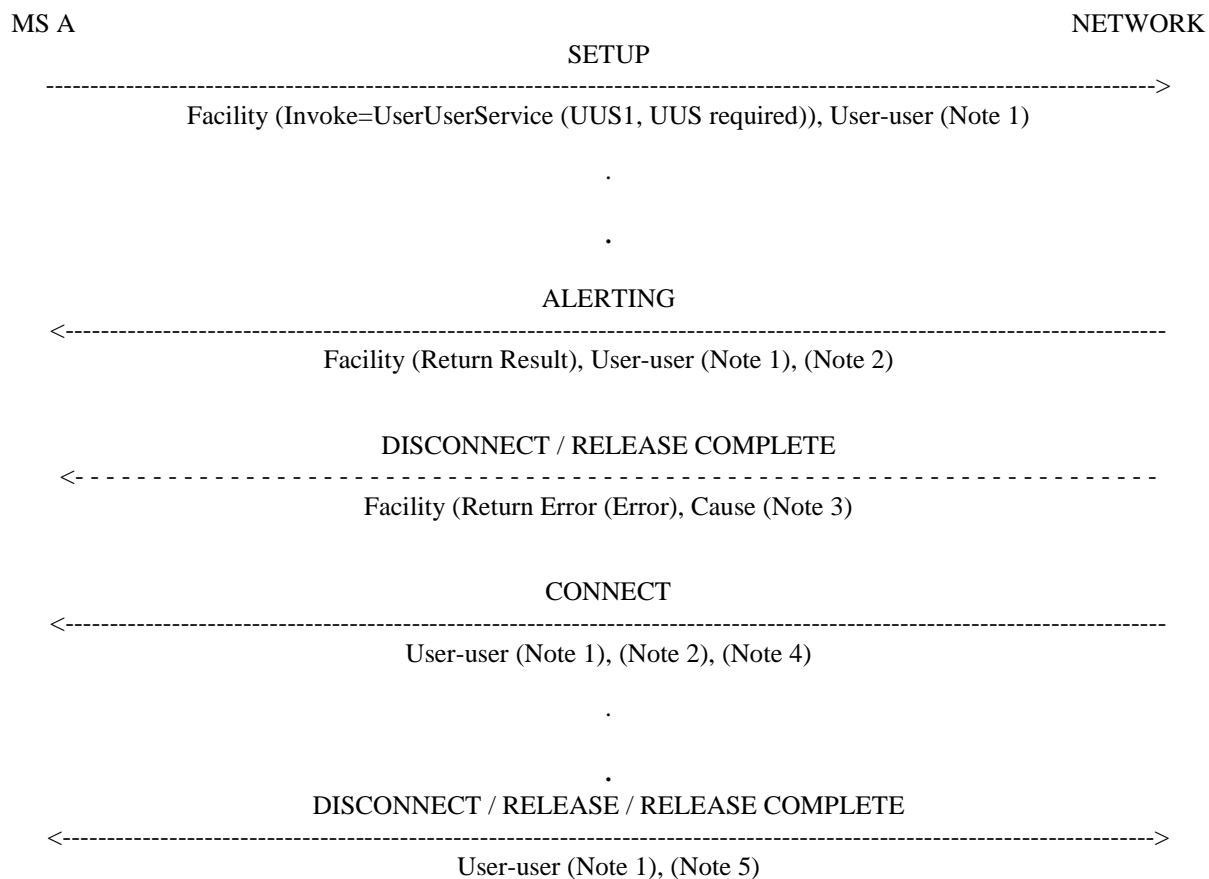 MS A NETWORK
SETUP
------------------------------------------------------------------------------------------------------------------------------>
Facility (Invoke=UserUserService (UUS1, UUS required)), User-user (Note 1)
.
.
ALERTING
<-----------------------------------------------------------------------------------------------------------------------------
Facility (Return Result), User-user (Note 1), (Note 2)
DISCONNECT / RELEASE COMPLETE
<- - - - - - - - - - - - - - - - - - - - - - - - - - - - - - - - - - - - - - - - - - - - - - - - - - - - - - - - - - - - - - - - - - - - - -
Facility (Return Error (Error), Cause (Note 3)
CONNECT
<-----------------------------------------------------------------------------------------------------------------------------
User-user (Note 1), (Note 2), (Note 4)
.
.
DISCONNECT / RELEASE / RELEASE COMPLETE
<---------------------------------------------------------------------------------------------------------------------------->
User-user (Note 1), (Note 5)